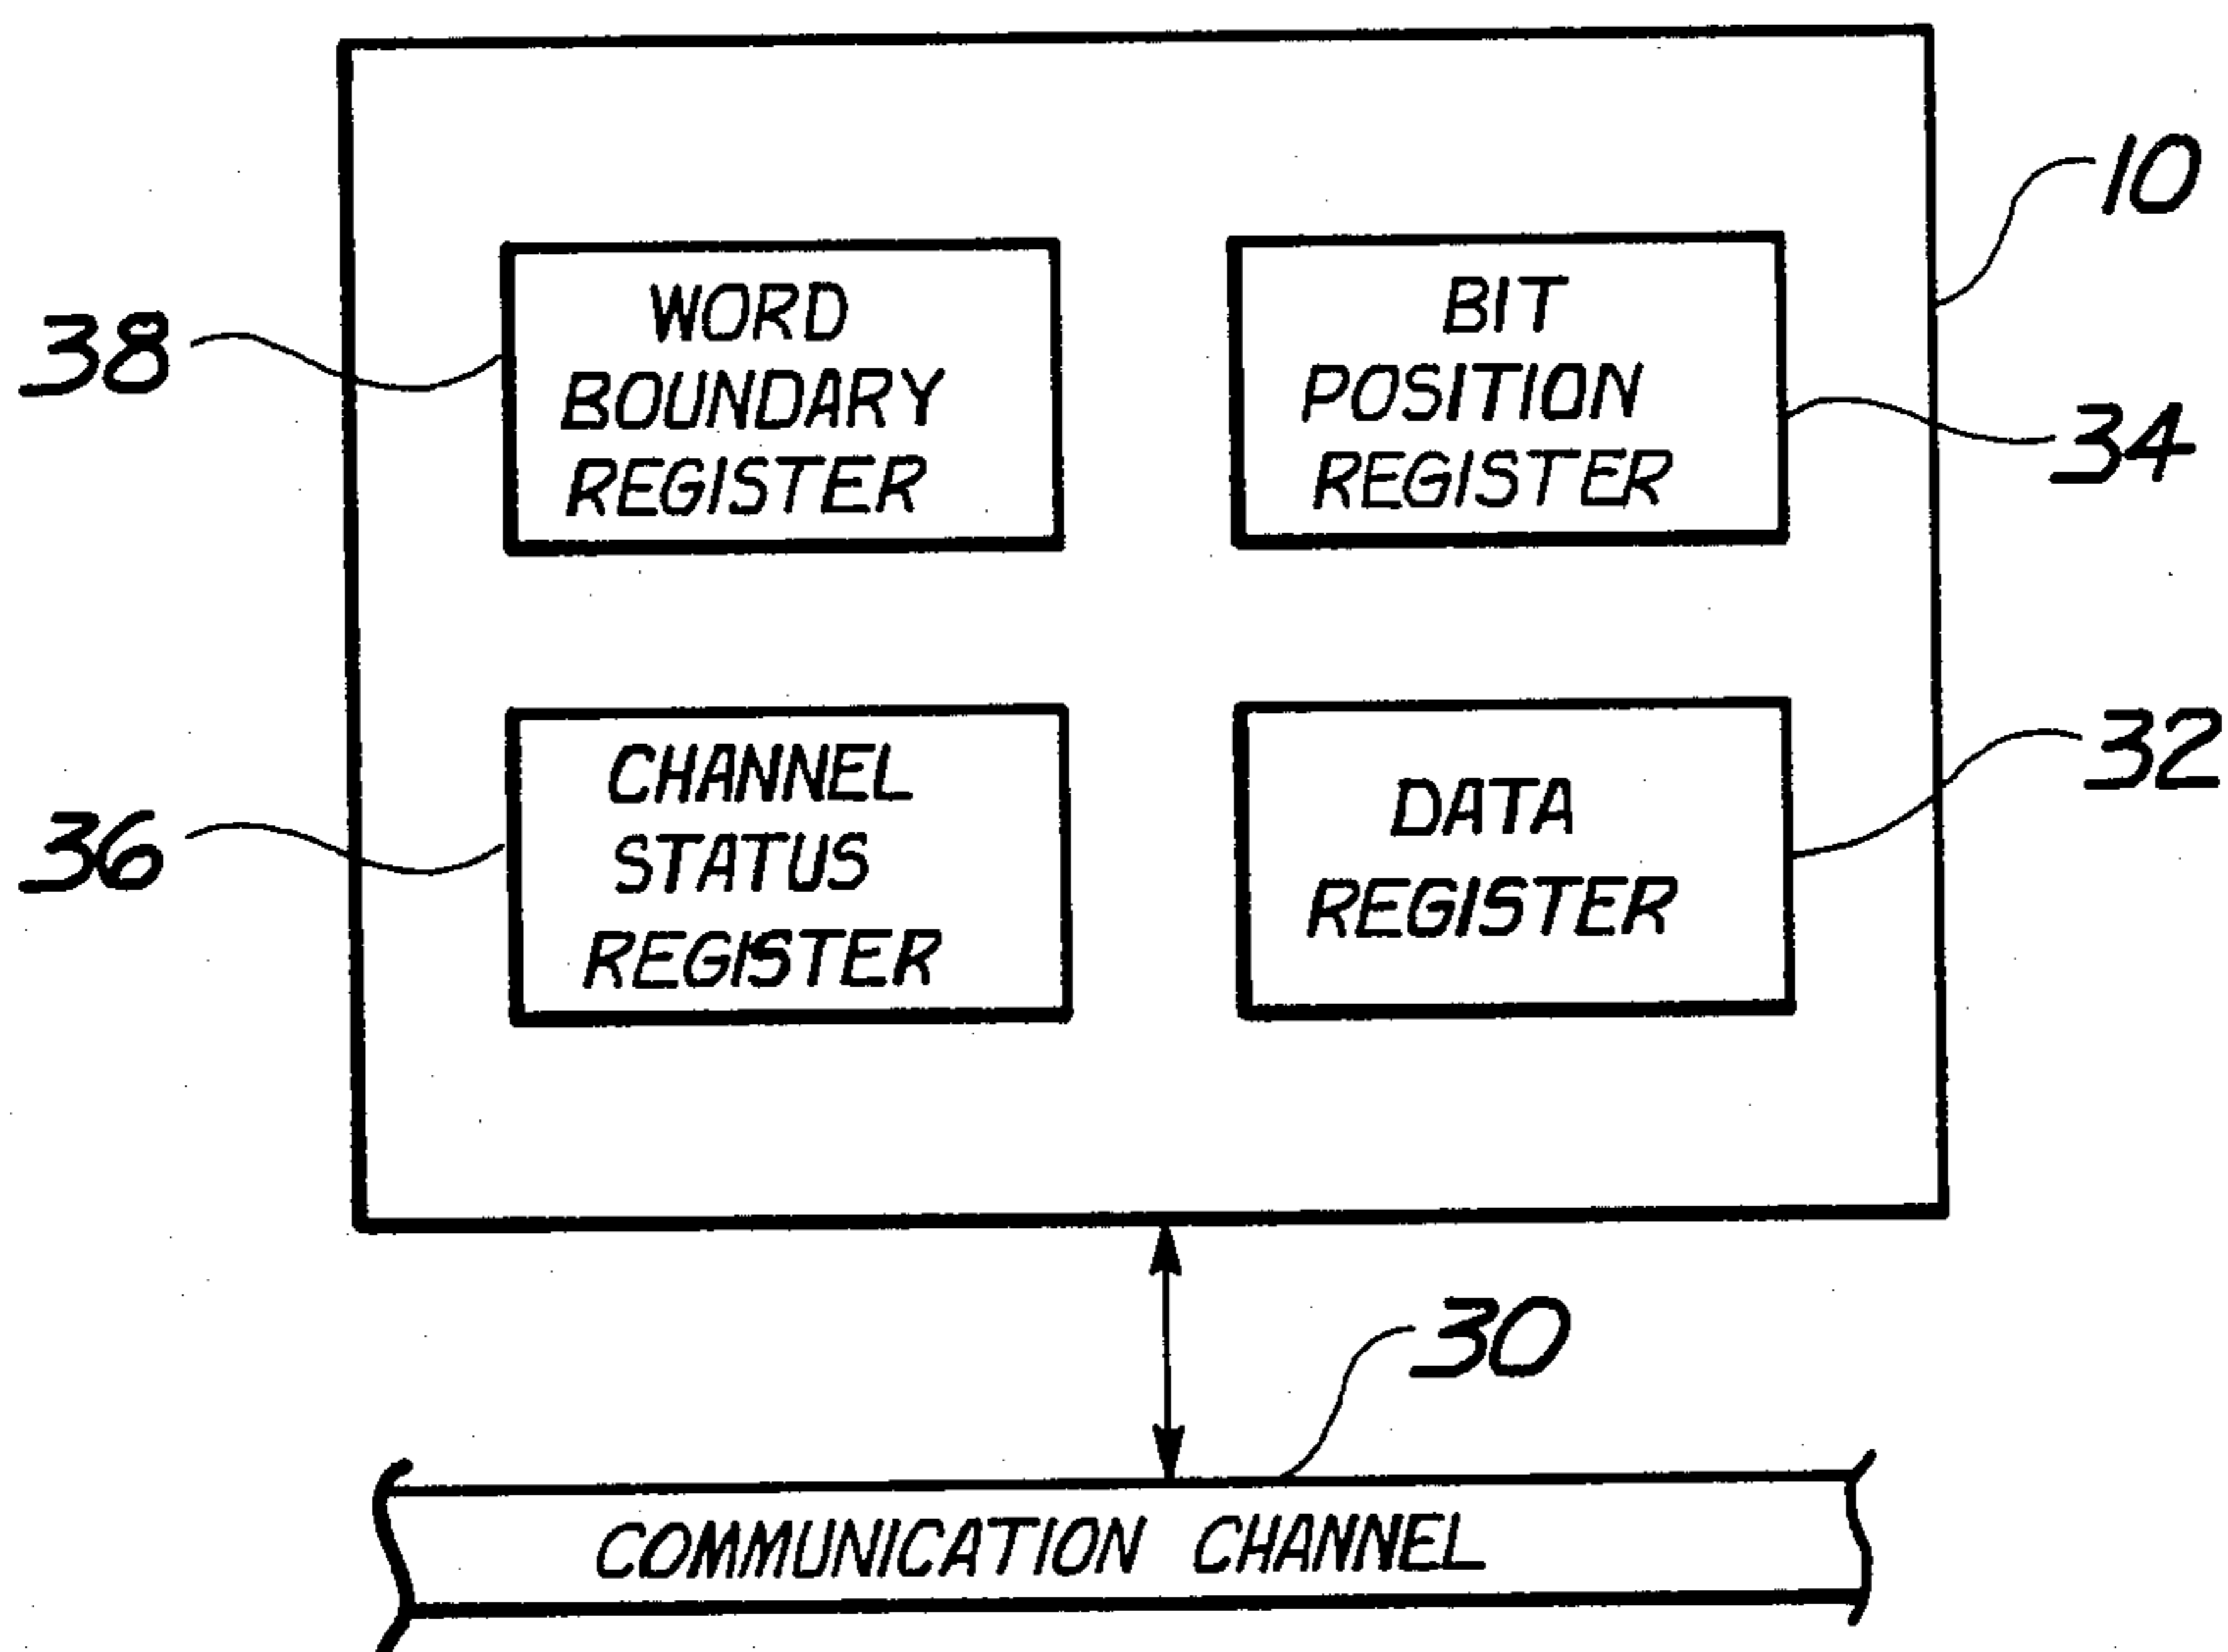 10
WORD
BOUNDARY
REGISTER
38
BIT
POSITION
REGISTER
34
CHANNEL
STATUS
REGISTER
36
DATA
REGISTER
32
30
COMMUNICATION CHANNEL